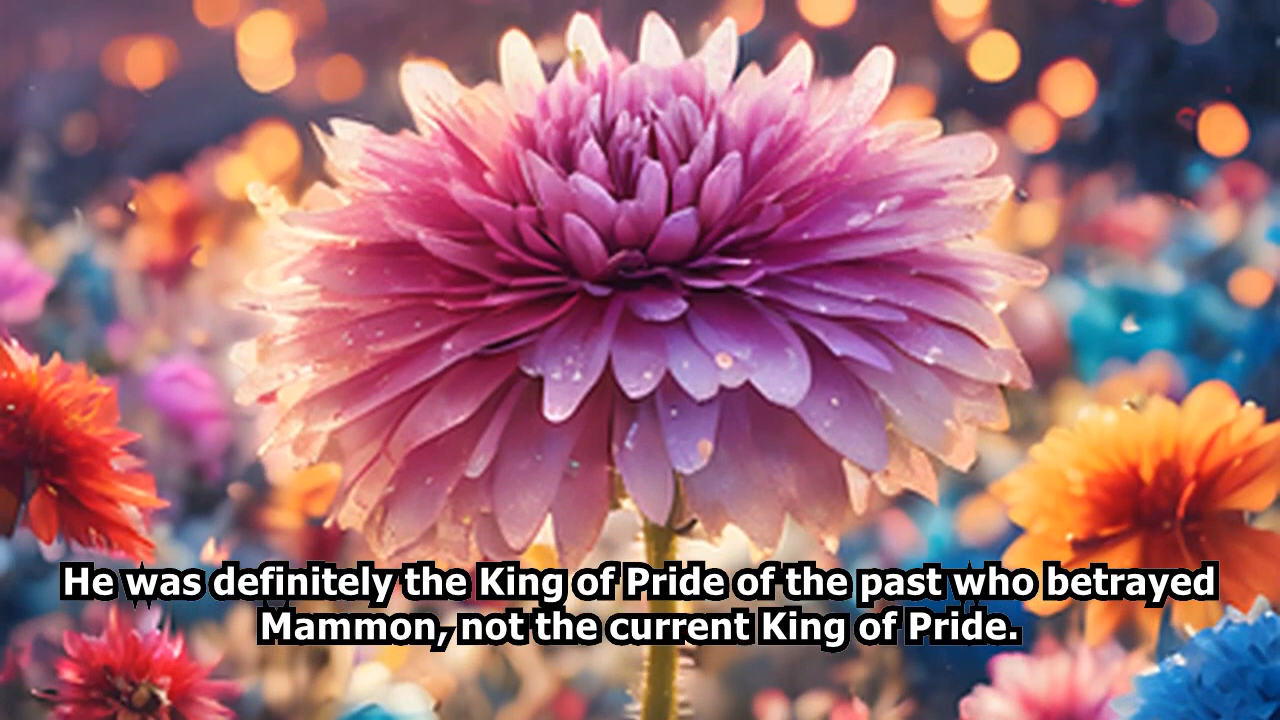 He was definitely the King of Pride of the past who betrayed
Mammon, not the current King of Pride.